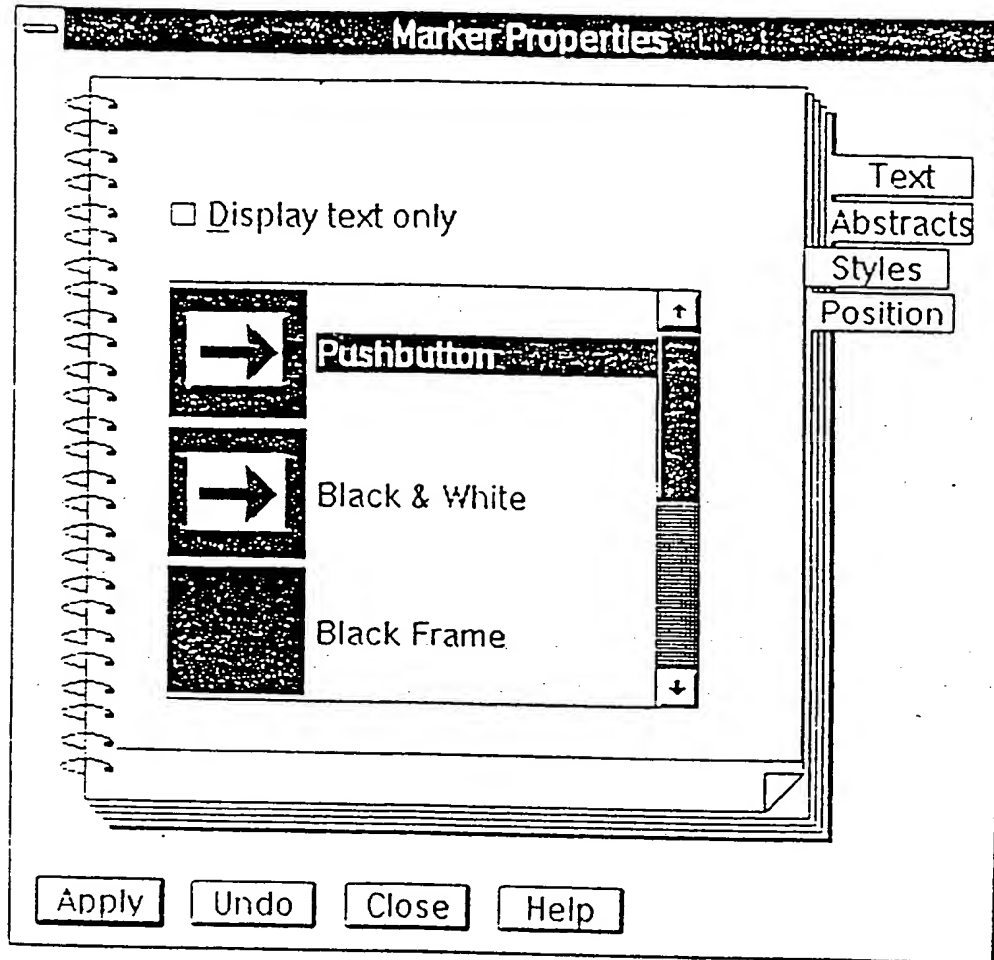 Marker Properties
Text
Display text only
Abstracts
Styles
Position
Pushbutton
Black & White
Black Frame
Apply
Undo
Close
Help